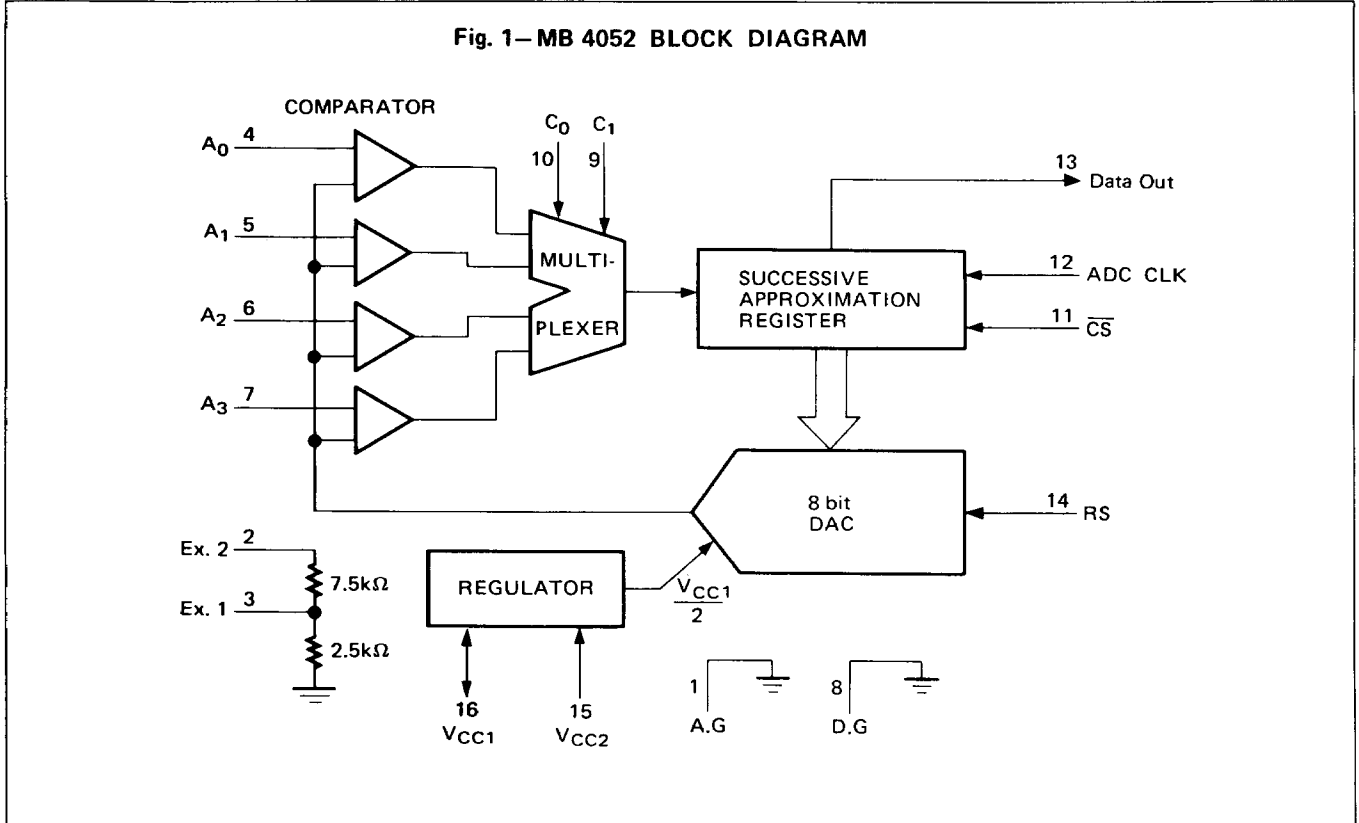 Fig. 1—MB 4052 BLOCK DIAGRAM
COMPARATOR
A0 4
A1 5
A2 6
A3 7
C0 C1
10 9
MULTI-
PLEXER
SUCCESSIVE
APPROXIMATION
REGISTER
13 Data Out
12 ADC CLK
11 C̅S̅
8 bit
DAC
14 RS
Ex. 2 2
7.5kΩ
Ex. 1 3
2.5kΩ
REGULATOR
VCC1
2
16
VCC1
15
VCC2
1
A.G
8
D.G